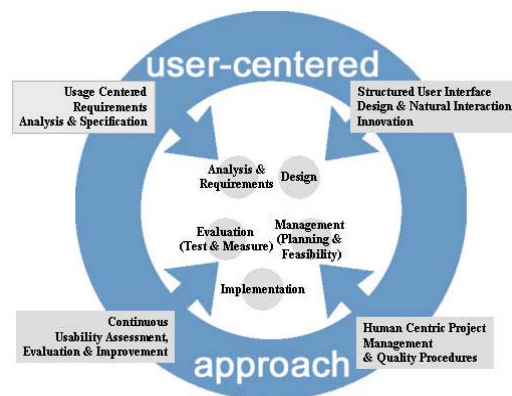 user-centered
Usage Centered
Requirements
Analysis & Specification
Structured User Interface
Design & Natural Interaction
Innovation
Analysis &
Requirements
Design
Evaluation
(Test & Measure)
Management
(Planning &
Feasibility)
Implementation
Continuous
Usability Assessment,
Evaluation & Improvement
Human Centric Project
Management
& Quality Procedures
approach